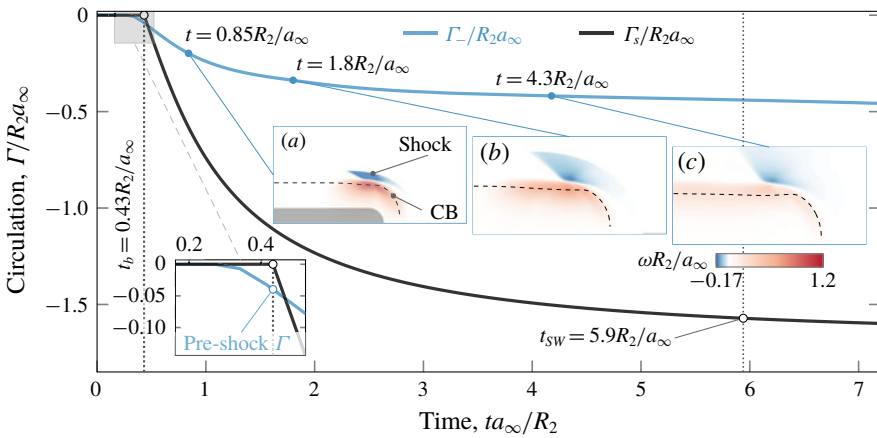 Γ₋/R₂a∞
Γₛ/R₂a∞
t = 0.85R₂/a∞
t = 1.8R₂/a∞
t = 4.3R₂/a∞
(a)
Shock
CB
(b)
(c)
ωR₂/a∞
−0.17
1.2
t_b = 0.43R₂/a∞
0.2
0.4
0
−0.05
−0.10
Pre-shock Γ
t_SW = 5.9R₂/a∞
0
−0.5
−1.0
−1.5
Circulation, Γ/R₂a∞
0
1
2
3
4
5
6
7
Time, ta∞/R₂